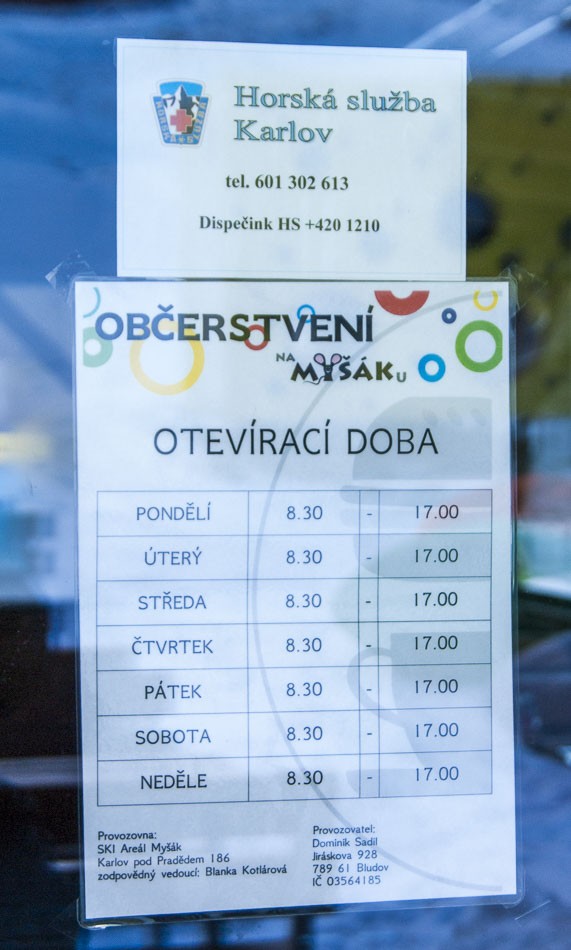 Horská služba
Karlov
tel. 601 302 613
Dispečink HS +420 1210
OBČERSTVENÍ
NA MYŠÁKU
OTEVÍRACÍ DOBA
PONDĚLÍ 8.30 - 17.00
ÚTERÝ 8.30 - 17.00
STŘEDA 8.30 - 17.00
ČTVRTEK 8.30 - 17.00
PÁTEK 8.30 - 17.00
SOBOTA 8.30 - 17.00
NEDĚLE 8.30 - 17.00
Provozovna:
SKI Areál Myšák
Karlov pod Pradědem 186
zodpovědný vedoucí: Blanka Kotlárová
Provozovatel:
Dominik Sadil
Jiráskova 928
789 61 Bludov
IČ 03564185